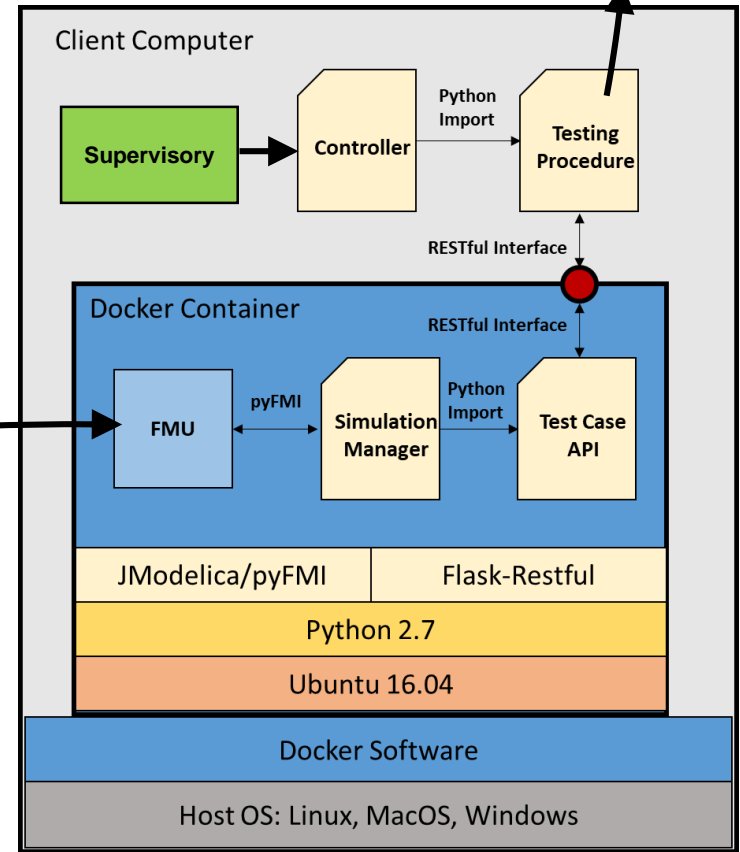 Client Computer
Supervisory
Controller
Python
Import
Testing
Procedure
RESTful Interface
Docker Container
RESTful Interface
FMU
pyFMI
Simulation
Manager
Python
Import
Test Case
API
JModelica/pyFMI
Flask-Restful
Python 2.7
Ubuntu 16.04
Docker Software
Host OS: Linux, MacOS, Windows